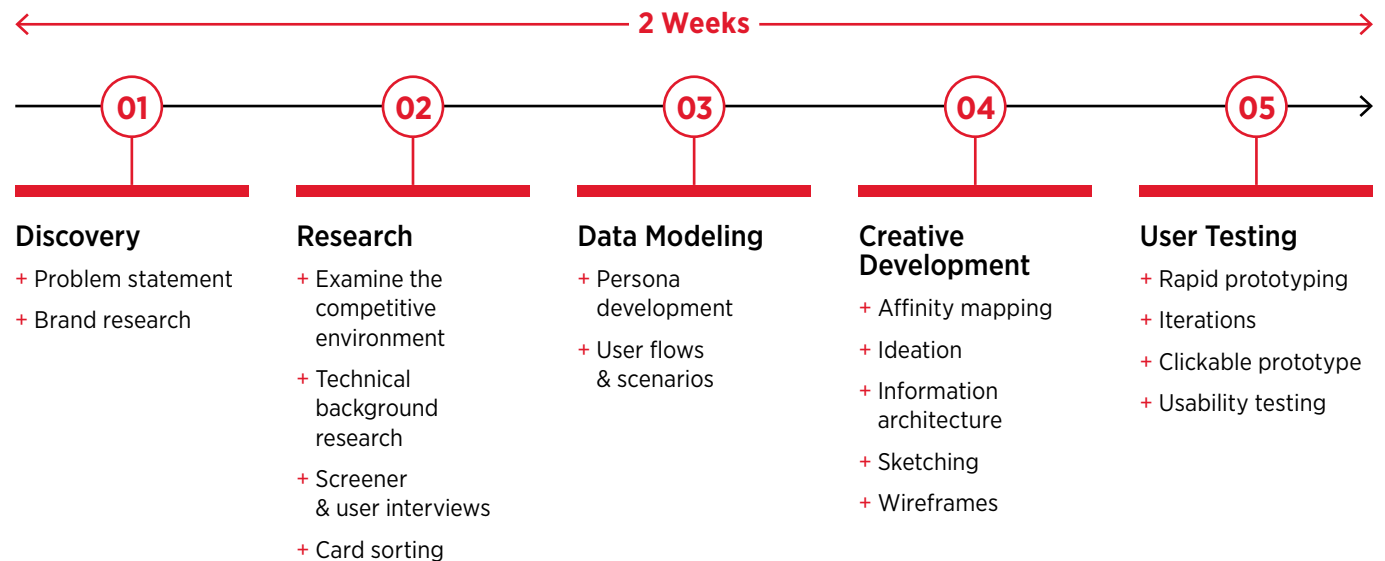 2 Weeks
01
02
03
04
05
Discovery
+ Problem statement
+ Brand research
Research
+ Examine the
competitive
environment
+ Technical
background
research
+ Screener
& user interviews
+ Card sorting
Data Modeling
+ Persona
development
+ User flows
& scenarios
Creative
Development
+ Affinity mapping
+ Ideation
+ Information
architecture
+ Sketching
+ Wireframes
User Testing
+ Rapid prototyping
+ Iterations
+ Clickable prototype
+ Usability testing